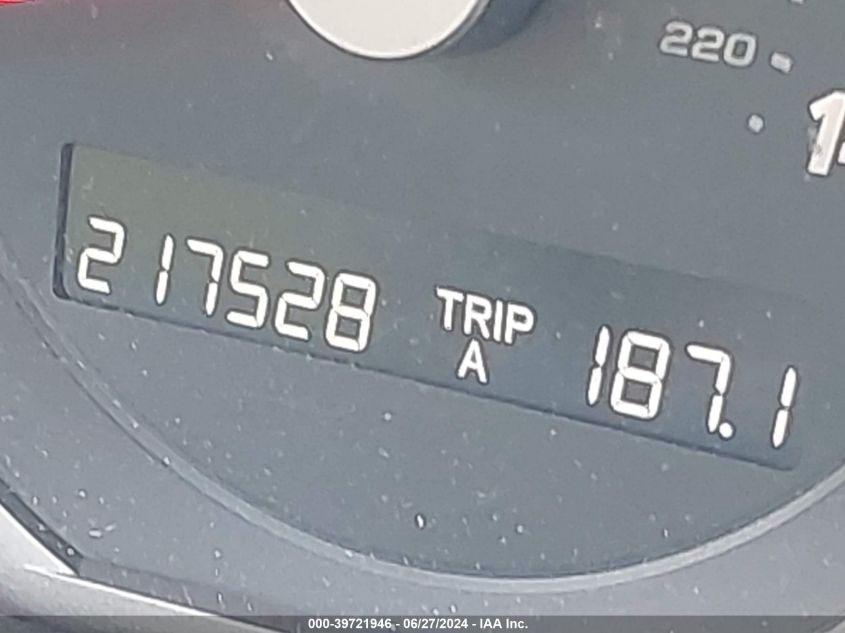 220
217528 TRIP A 187.1
000-39721946 - 06/27/2024 - IAA Inc.